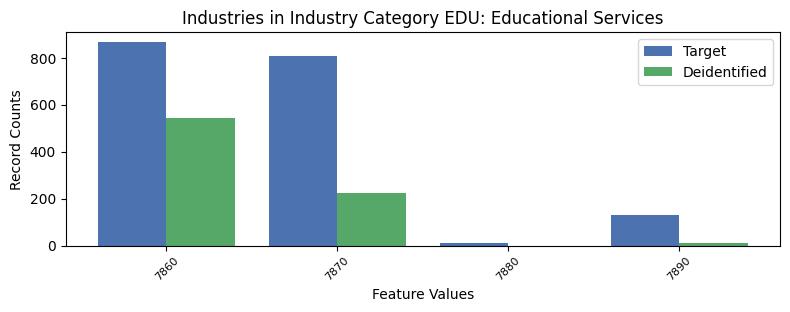 Industries in Industry Category EDU: Educational Services
Target
Deidentified
Record Counts
800
600
400
200
0
7860
7870
7880
7890
Feature Values